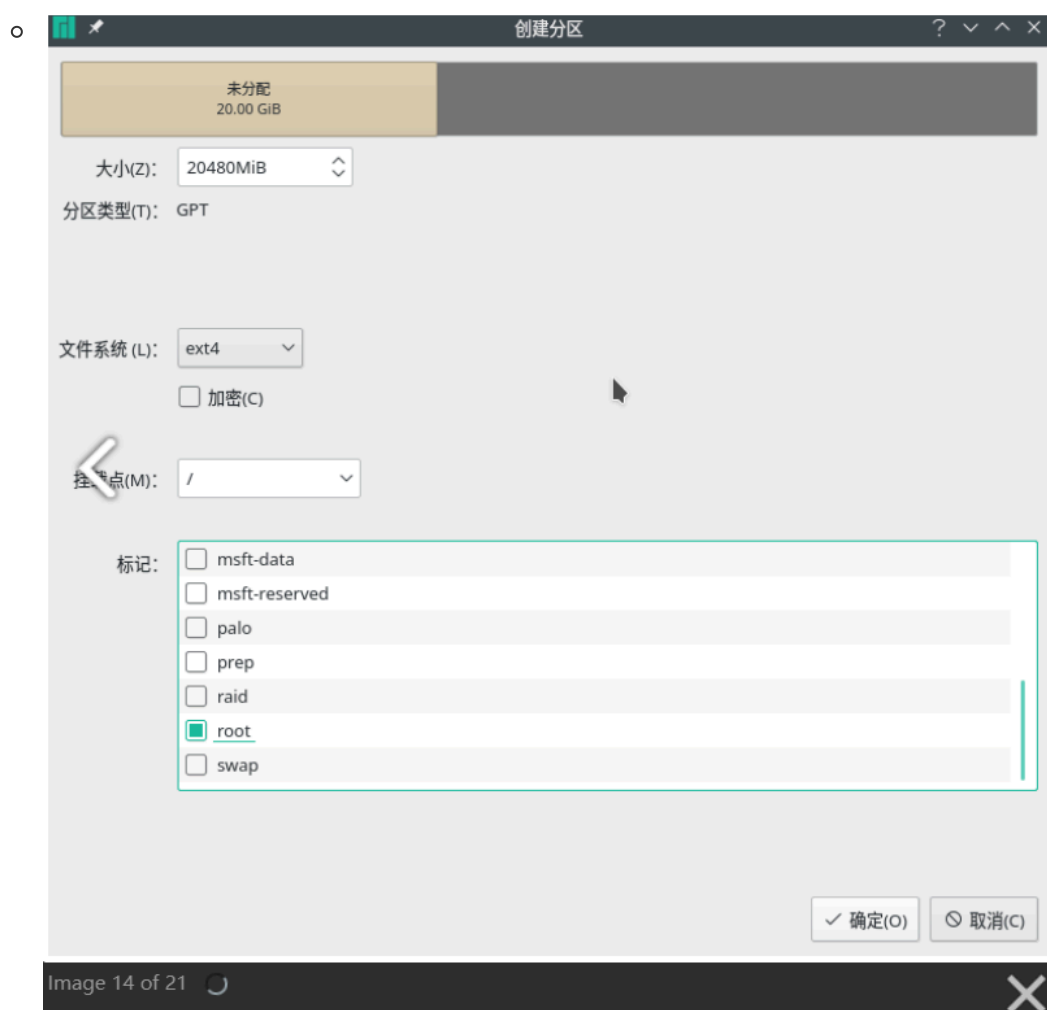 创建分区
未分配
20.00 GiB
大小(Z)： 20480MiB
分区类型(T)： GPT
文件系统 (L)： ext4
加密(C)
点(M)： /
标记：
msft-data
msft-reserved
palo
prep
raid
root
swap
确定(O) 取消(C)
Image 14 of 21